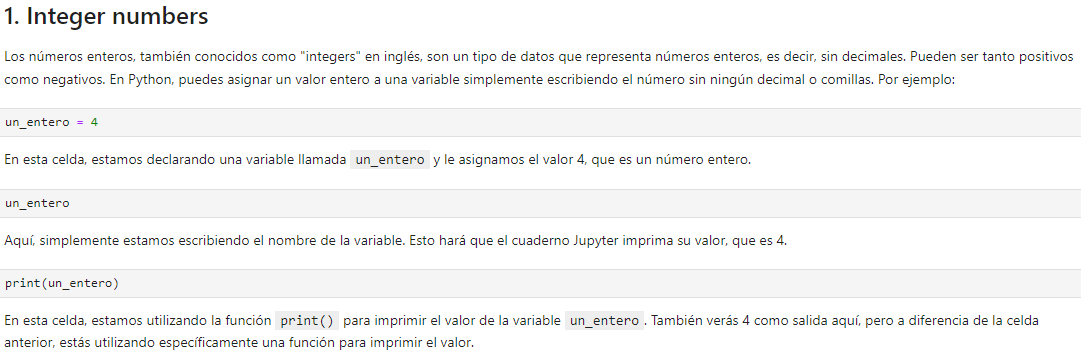 1. Integer numbers
Los números enteros, también conocidos como "integers" en inglés, son un tipo de datos que representa números enteros, es decir, sin decimales. Pueden ser tanto positivos
como negativos. En Python, puedes asignar un valor entero a una variable simplemente escribiendo el número sin ningún decimal o comillas. Por ejemplo:
un_entero = 4
En esta celda, estamos declarando una variable llamada un_entero y le asignamos el valor 4, que es un número entero.
un_entero
Aquí, simplemente estamos escribiendo el nombre de la variable. Esto hará que el cuaderno Jupyter imprima su valor, que es 4.
print(un_entero)
En esta celda, estamos utilizando la función print() para imprimir el valor de la variable un_entero. También verás 4 como salida aquí, pero a diferencia de la celda
anterior, estás utilizando específicamente una función para imprimir el valor.